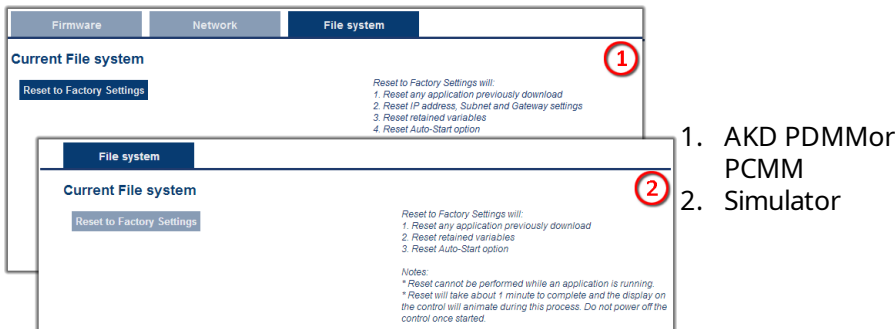 Firmware Network File system
Current File system
1
Reset to Factory Settings
Reset to Factory Settings will:
1. Reset any application previously download
2. Reset IP address, Subnet and Gateway settings
3. Reset retained variables
4. Reset Auto-Start option
File system
Current File system
2
Reset to Factory Settings
Reset to Factory Settings will:
1. Reset any application previously download
2. Reset retained variables
3. Reset Auto-Start option
Notes:
* Reset cannot be performed while an application is running.
* Reset will take about 1 minute to complete and the display on
the control will animate during this process. Do not power off the
control once started.
1. AKD PDMMor
PCMM
2. Simulator